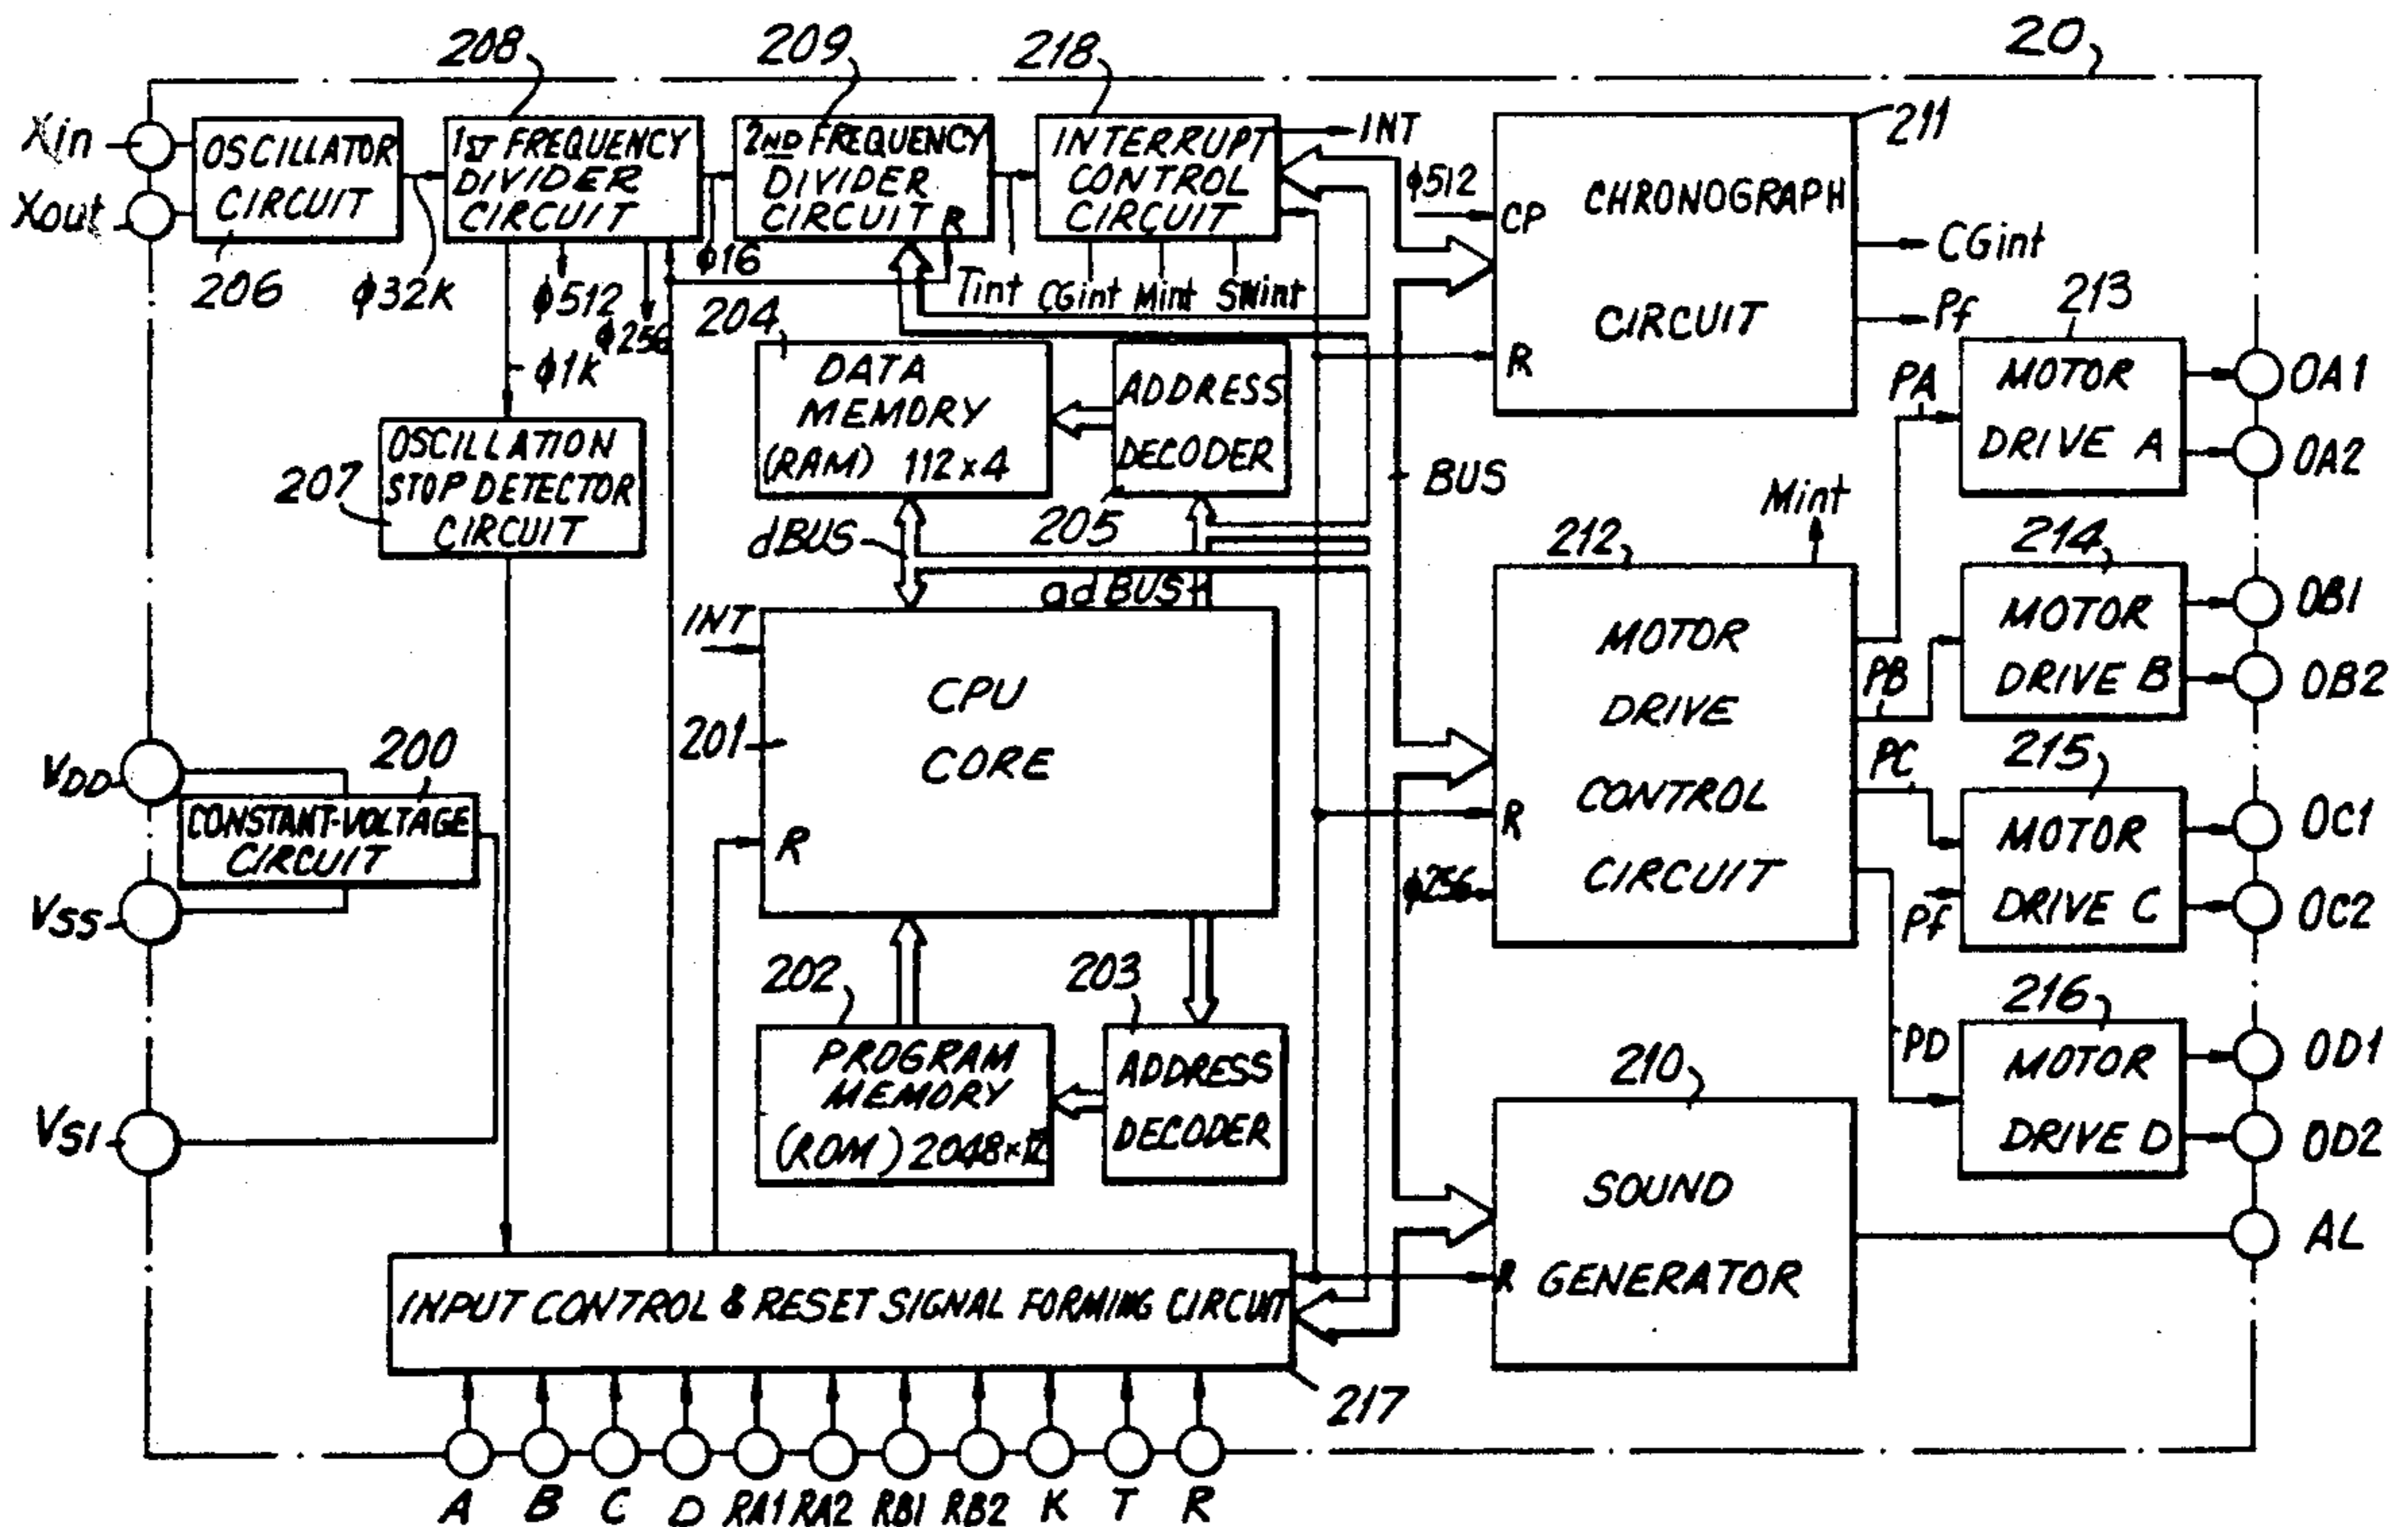 208
209
218
20
Xin
Xout
OSCILLATOR
CIRCUIT
206
φ32K
1ST FREQUENCY
DIVIDER
CIRCUIT
φ512
φ256
φ16
φ1K
2ND FREQUENCY
DIVIDER
CIRCUIT R
INTERRUPT
CONTROL
CIRCUIT
INT
Tint CGint Mint SWint
φ512
CP
CHRONOGRAPH
CIRCUIT
R
211
CGint
Pf
204
DATA
MEMORY
(RAM) 112x4
ADDRESS
DECODER
205
dBUS
adBUS
BUS
OSCILLATION
STOP DETECTOR
CIRCUIT
207
213
PA
MOTOR
DRIVE A
OA1
OA2
Mint
212
MOTOR
DRIVE
CONTROL
CIRCUIT
R
φ256
214
PB
MOTOR
DRIVE B
OB1
OB2
215
PC
Pf
MOTOR
DRIVE C
OC1
OC2
216
PD
MOTOR
DRIVE D
OD1
OD2
INT
201
CPU
CORE
R
VDD
200
CONSTANT-VOLTAGE
CIRCUIT
VSS
VS1
202
PROGRAM
MEMORY
(ROM) 2048x12
203
ADDRESS
DECODER
210
SOUND
GENERATOR
R
AL
INPUT CONTROL & RESET SIGNAL FORMING CIRCUIT
217
A B C D RA1 RA2 RB1 RB2 K T R